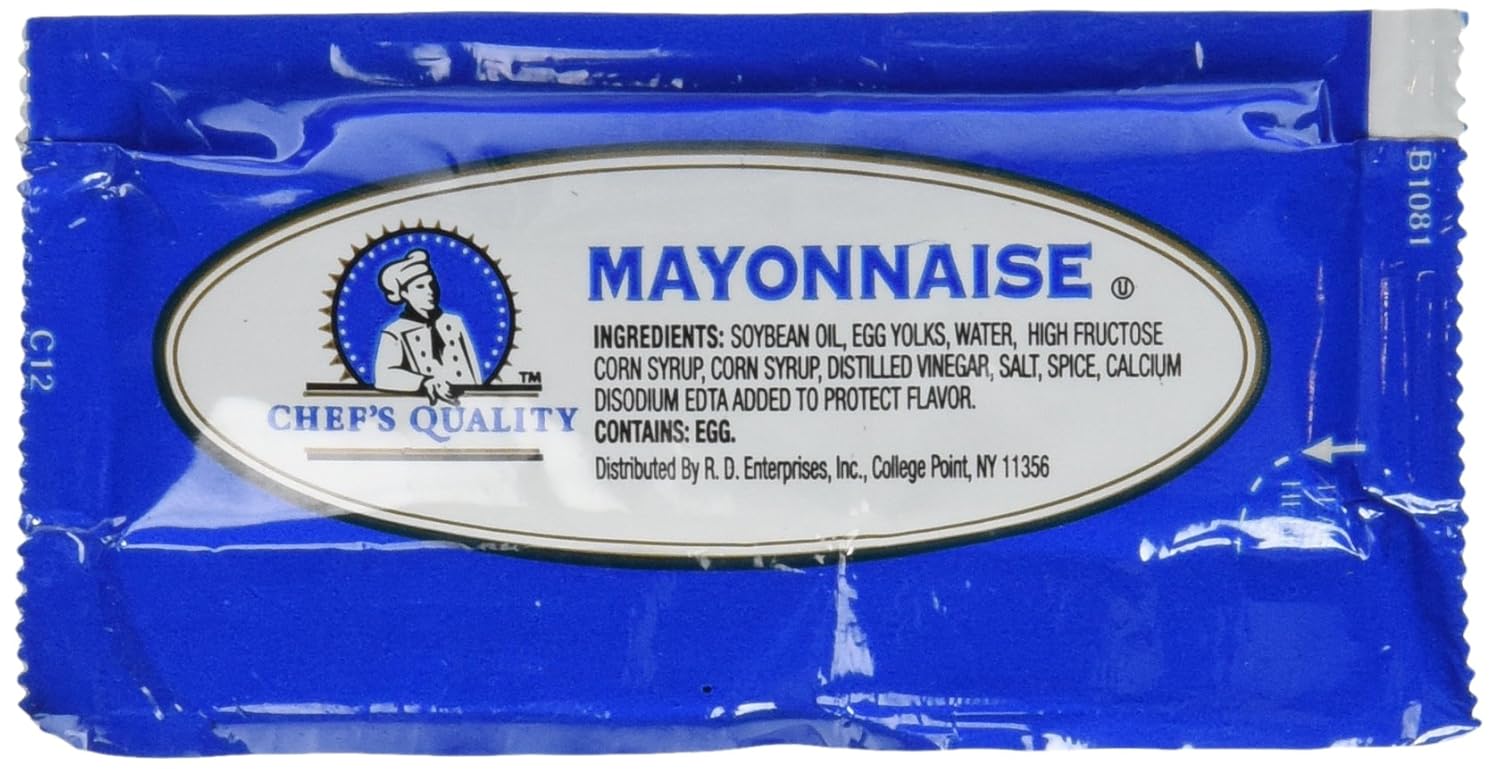 MAYONNAISE Ⓤ
INGREDIENTS: SOYBEAN OIL, EGG YOLKS, WATER, HIGH FRUCTOSE
CORN SYRUP, CORN SYRUP, DISTILLED VINEGAR, SALT, SPICE, CALCIUM
DISODIUM EDTA ADDED TO PROTECT FLAVOR.
CONTAINS: EGG.
Distributed By R. D. Enterprises, Inc., College Point, NY 11356
TM
CHEF'S QUALITY
C12
B1081